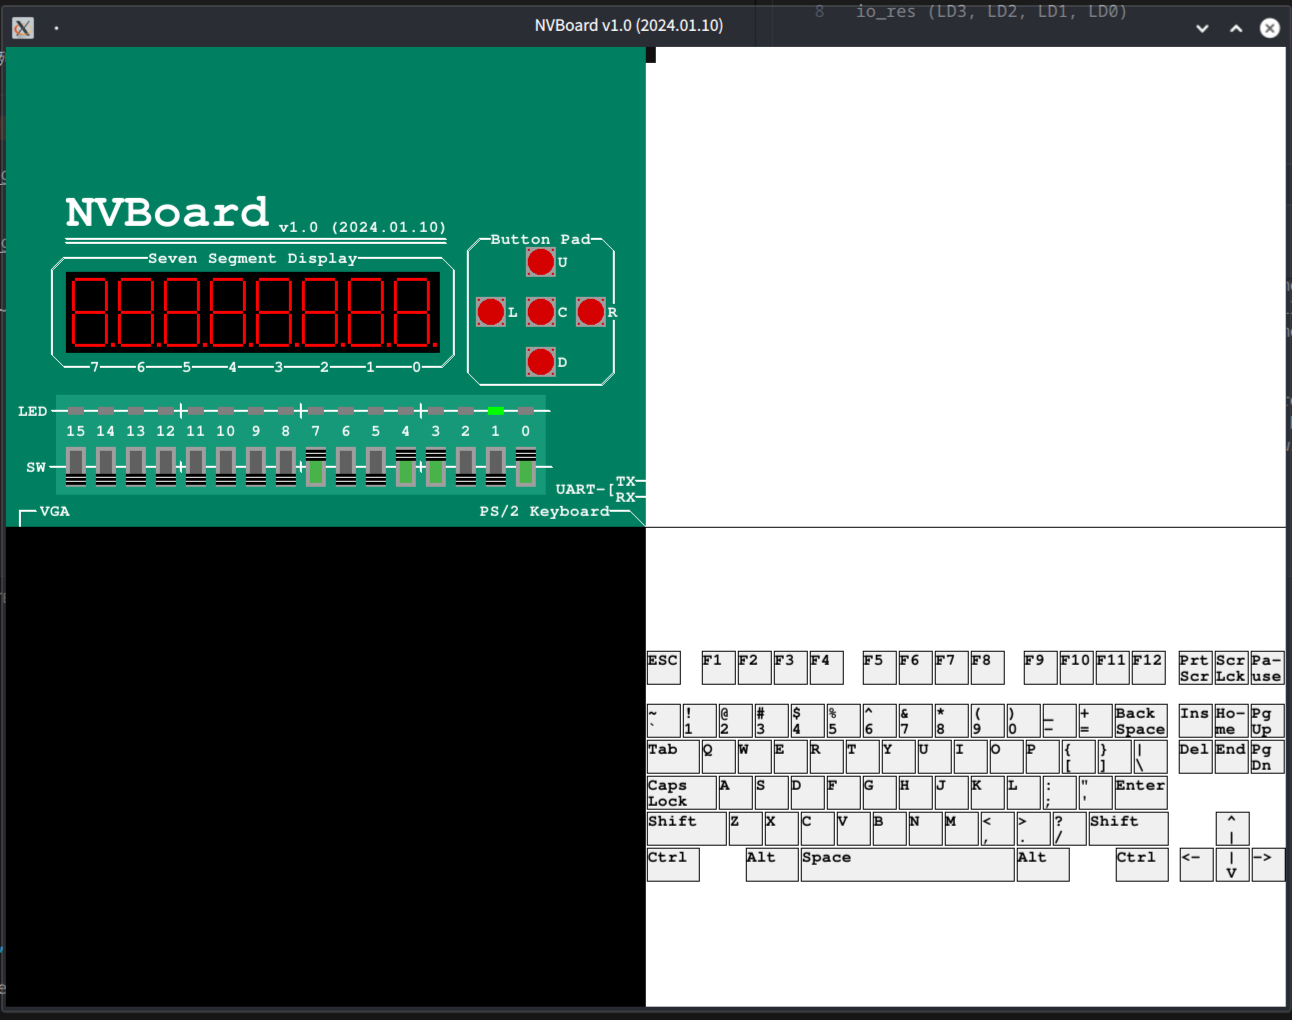 8 io_res (LD3, LD2, LD1, LD0)
NVBoard v1.0 (2024.01.10)
NVBoard v1.0 (2024.01.10)
Button Pad
Seven Segment Display
U
L C R
D
7 6 5 4 3 2 1 0
LED
15 14 13 12 11 10 9 8 7 6 5 4 3 2 1 0
SW
UART-[ TX
RX
VGA
PS/2 Keyboard
ESC F1 F2 F3 F4 F5 F6 F7 F8 F9 F10 F11 F12 Prt Scr Scr Lck Pa- use
~ ` ! 1 @ 2 # 3 $ 4 % 5 ^ 6 & 7 * 8 ( 9 ) 0 _ - + = Back Space Ins Ho- me Pg Up
Tab Q W E R T Y U I O P { [ } ] | \ Del End Pg Dn
Caps Lock A S D F G H J K L : ; " ' Enter
Shift Z X C V B N M < , > . ? / Shift ^ |
Ctrl Alt Space Alt Ctrl <- | V ->